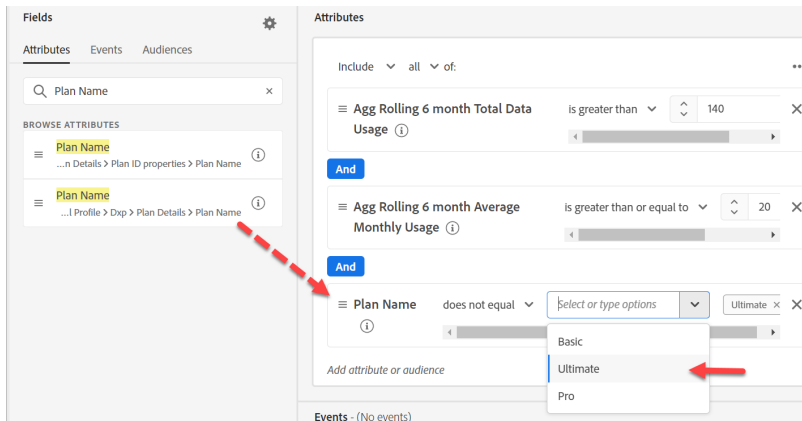 Fields
Attributes Events Audiences
Plan Name
BROWSE ATTRIBUTES
Plan Name
...n Details > Plan ID properties > Plan Name
Plan Name
...l Profile > Dxp > Plan Details > Plan Name
Attributes
Include all of:
Agg Rolling 6 month Total Data is greater than 140
Usage
And
Agg Rolling 6 month Average is greater than or equal to 20
Monthly Usage
And
Plan Name does not equal Select or type options Ultimate
Basic
Ultimate
Pro
Add attribute or audience
Events - (No events)